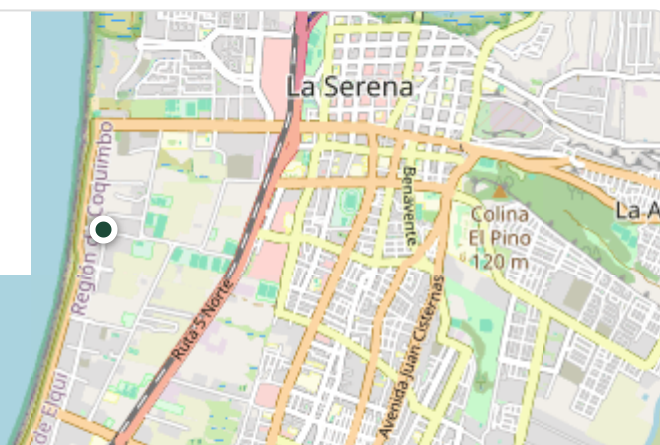 La Serena
Región de Coquimbo
Benavente
Colina
El Pino
120 m
La A
Ruta 5 Norte
Avenida Juan Cisternas
de Elqui